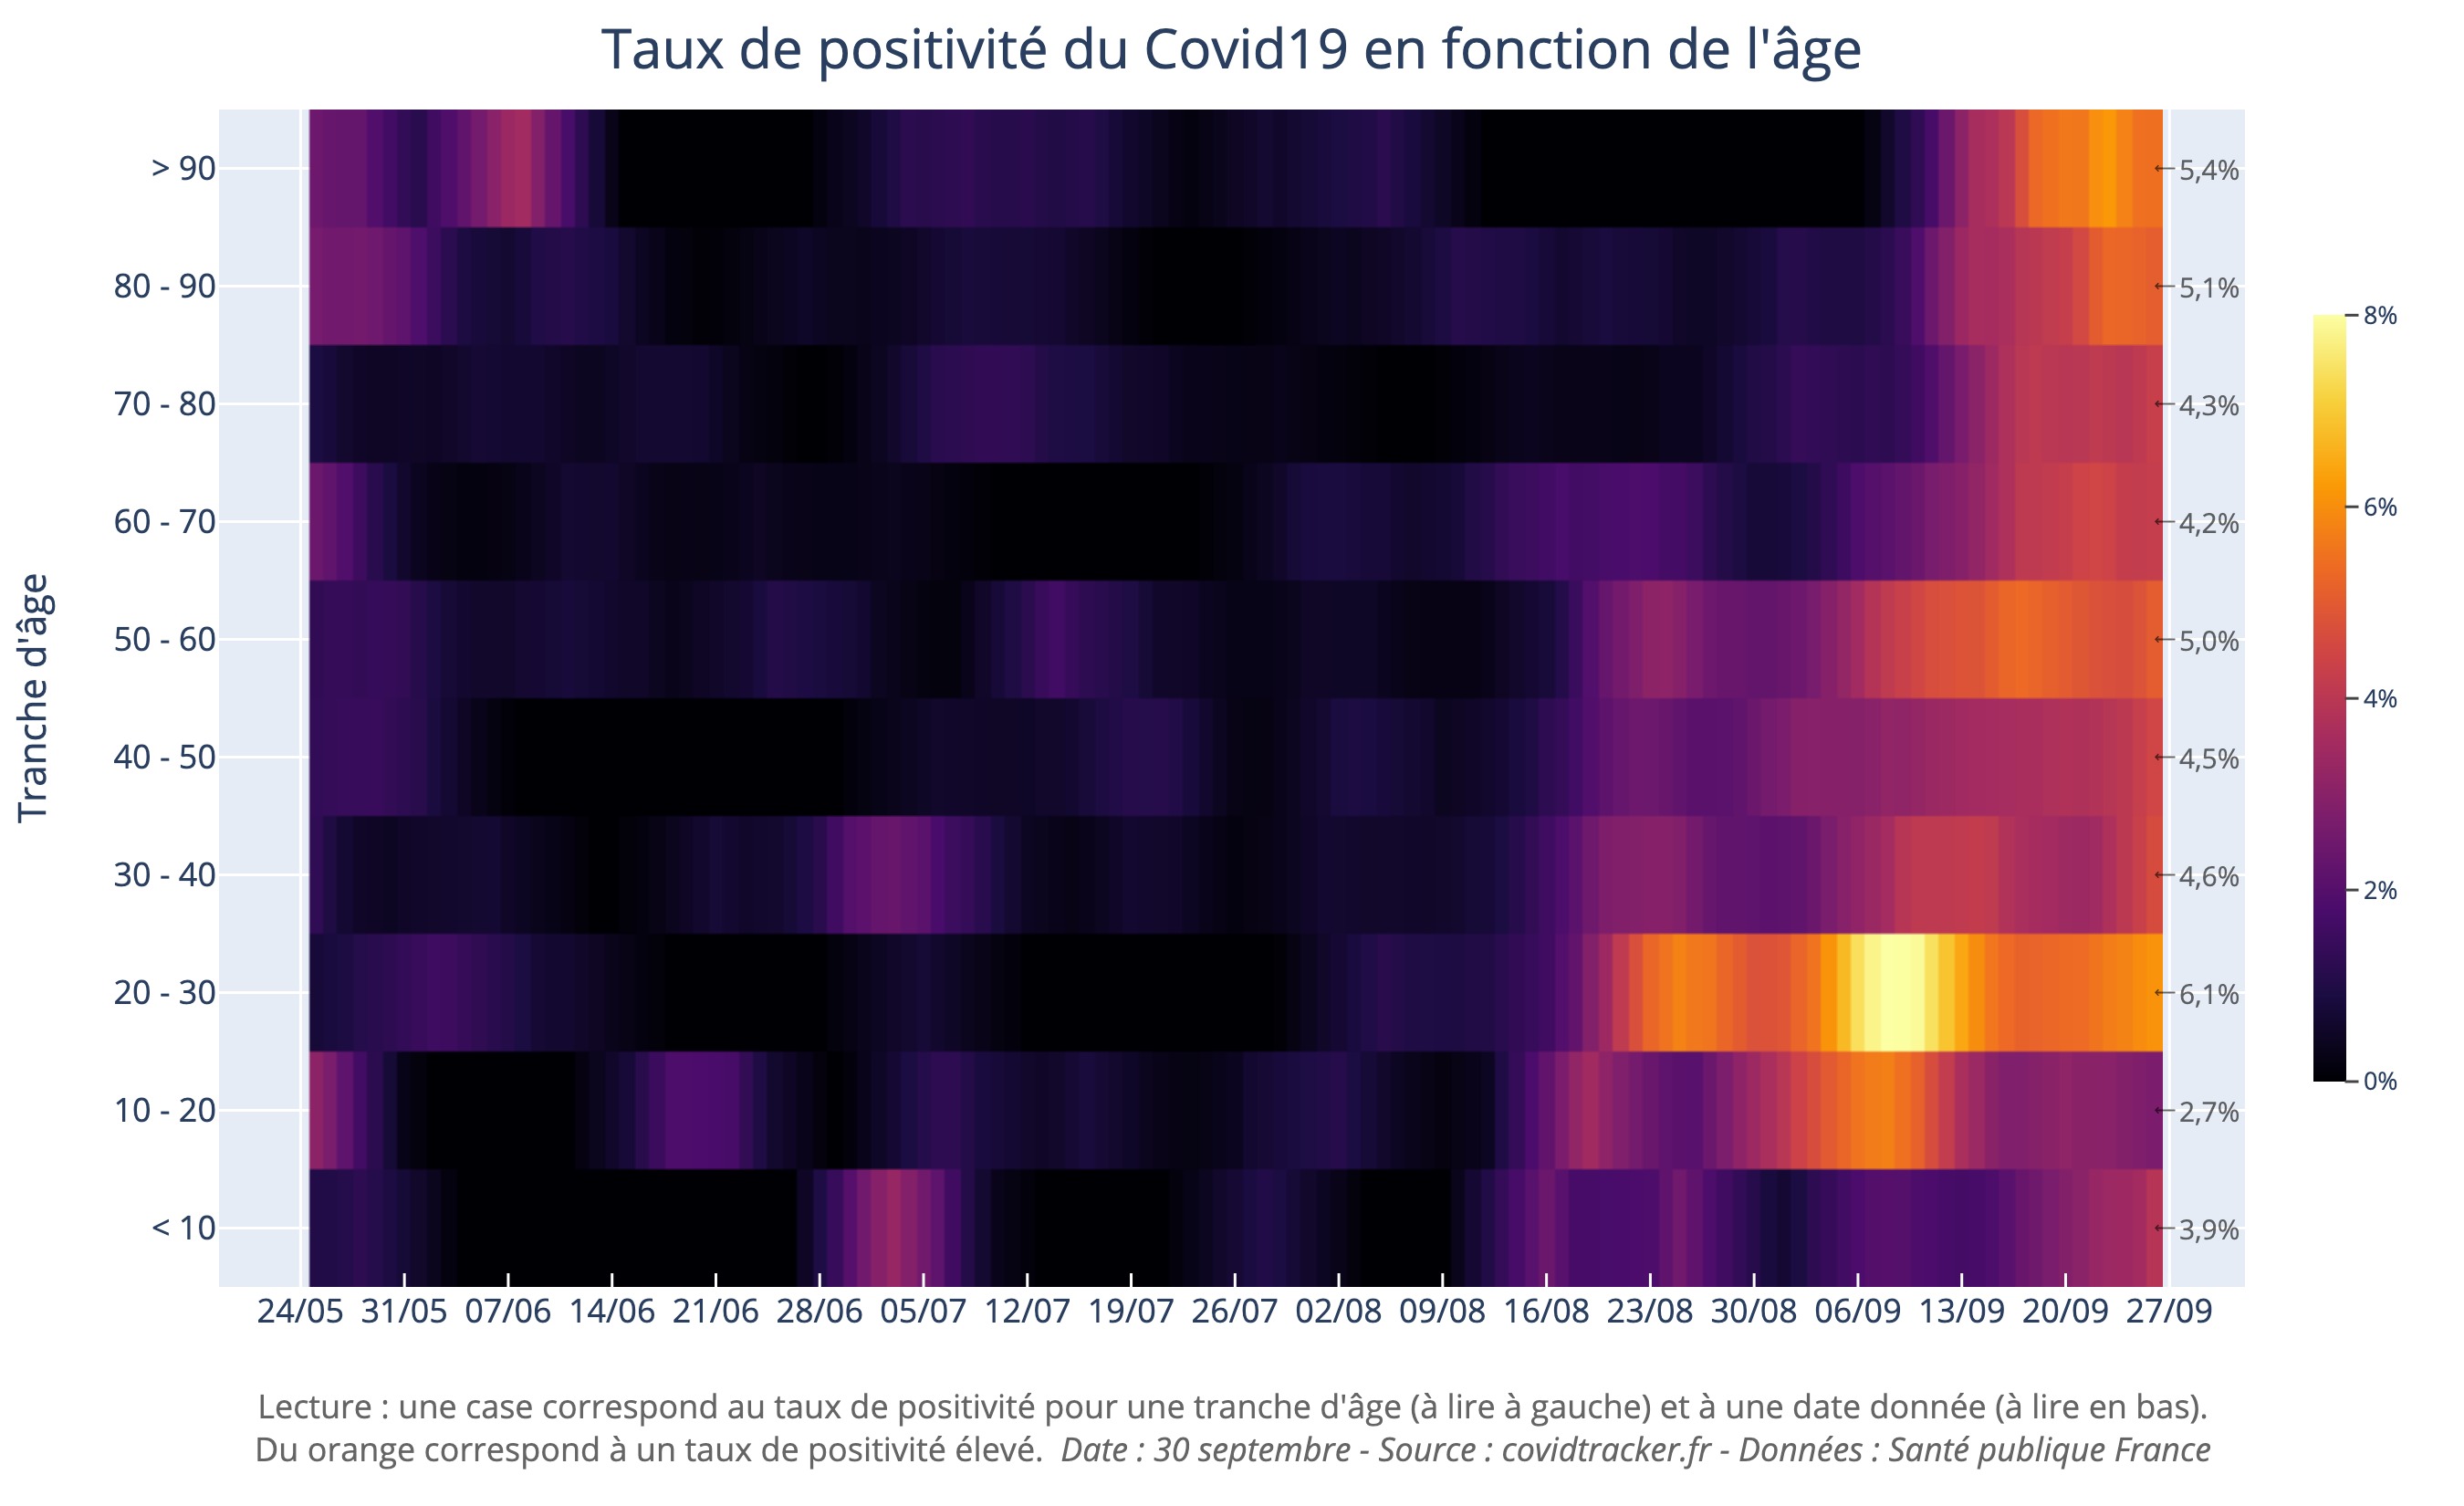 Taux de positivité du Covid19 en fonction de l'âge
Tranche d'âge
> 90
80 - 90
70 - 80
60 - 70
50 - 60
40 - 50
30 - 40
20 - 30
10 - 20
< 10
5,4%
5,1%
4,3%
4,2%
5,0%
4,5%
4,6%
6,1%
2,7%
3,9%
8%
6%
4%
2%
0%
24/05 31/05 07/06 14/06 21/06 28/06 05/07 12/07 19/07 26/07 02/08 09/08 16/08 23/08 30/08 06/09 13/09 20/09 27/09
Lecture : une case correspond au taux de positivité pour une tranche d'âge (à lire à gauche) et à une date donnée (à lire en bas).
Du orange correspond à un taux de positivité élevé. Date : 30 septembre - Source : covidtracker.fr - Données : Santé publique France